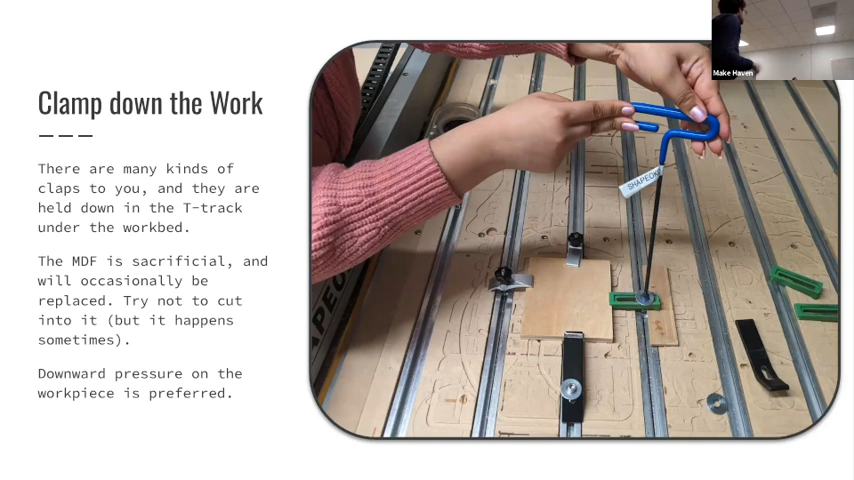 Make Haven
Clamp down the Work
There are many kinds of
claps to you, and they are
held down in the T-track
under the workbed.
The MDF is sacrificial, and
will occasionally be
replaced. Try not to cut
into it (but it happens
sometimes).
Downward pressure on the
workpiece is preferred.